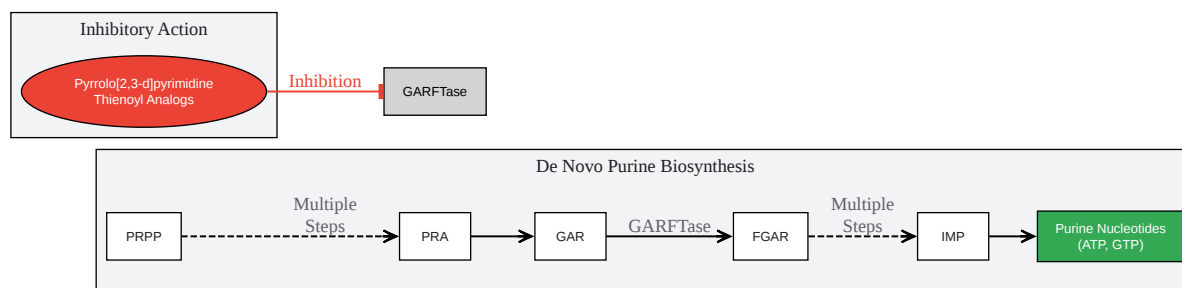 Inhibitory Action
Pyrrolo[2,3-d]pyrimidine
Thienoyl Analogs
Inhibition
GARFTase
De Novo Purine Biosynthesis
PRPP
Multiple
Steps
PRA
GAR
GARFTase
FGAR
Multiple
Steps
IMP
Purine Nucleotides
(ATP, GTP)